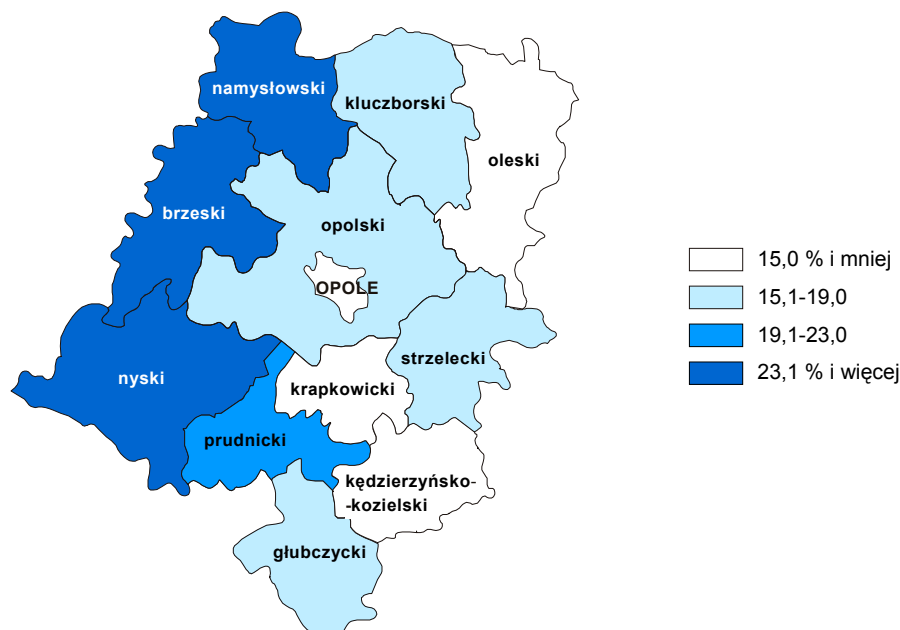 namysłowski
kluczborski
oleski
brzeski
opolski
OPOLE
strzelecki
nyski
krapkowicki
prudnicki
kędzierzyńsko-
-kozielski
głubczycki
15,0 % i mniej
15,1-19,0
19,1-23,0
23,1 % i więcej